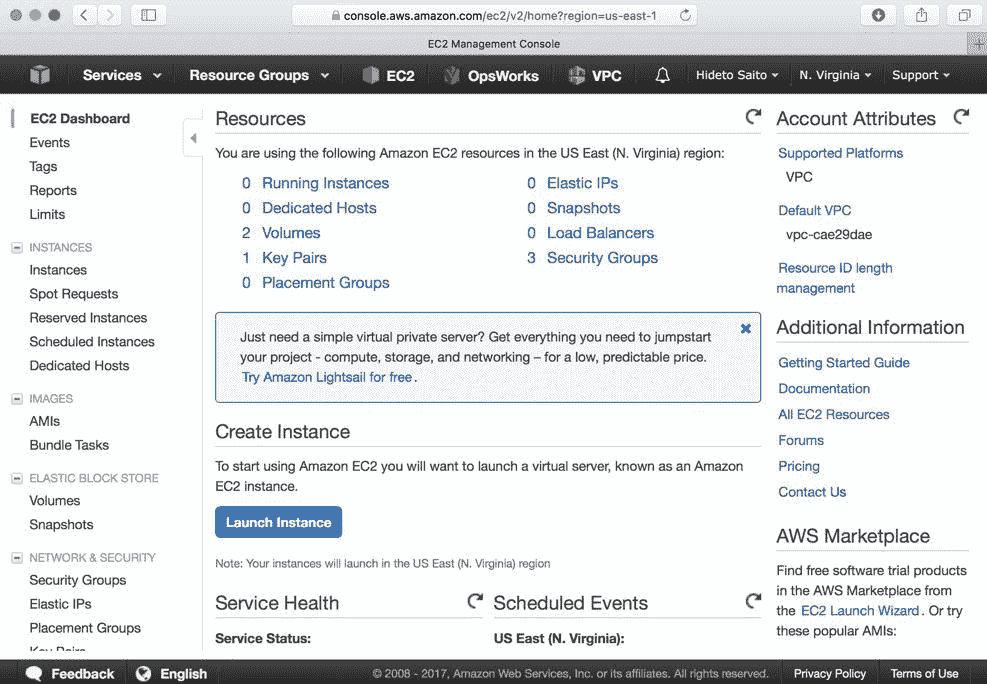 console.aws.amazon.com/ec2/v2/home?region=us-east-1
EC2 Management Console
Services
Resource Groups
EC2
OpsWorks
VPC
Hideto Saito
N. Virginia
Support
EC2 Dashboard
Events
Tags
Reports
Limits
INSTANCES
Instances
Spot Requests
Reserved Instances
Scheduled Instances
Dedicated Hosts
IMAGES
AMIs
Bundle Tasks
ELASTIC BLOCK STORE
Volumes
Snapshots
NETWORK & SECURITY
Security Groups
Elastic IPs
Placement Groups
Key Pairs
Resources
You are using the following Amazon EC2 resources in the US East (N. Virginia) region:
0 Running Instances
0 Dedicated Hosts
2 Volumes
1 Key Pairs
0 Placement Groups
0 Elastic IPs
0 Snapshots
0 Load Balancers
3 Security Groups
Just need a simple virtual private server? Get everything you need to jumpstart
your project - compute, storage, and networking – for a low, predictable price.
Try Amazon Lightsail for free.
Create Instance
To start using Amazon EC2 you will want to launch a virtual server, known as an Amazon
EC2 instance.
Launch Instance
Note: Your instances will launch in the US East (N. Virginia) region
Service Health
Service Status:
Scheduled Events
US East (N. Virginia):
Account Attributes
Supported Platforms
VPC
Default VPC
vpc-cae29dae
Resource ID length
management
Additional Information
Getting Started Guide
Documentation
All EC2 Resources
Forums
Pricing
Contact Us
AWS Marketplace
Find free software trial products
in the AWS Marketplace from
the EC2 Launch Wizard. Or try
these popular AMIs:
Feedback
English
© 2008 - 2017, Amazon Web Services, Inc. or its affiliates. All rights reserved.
Privacy Policy
Terms of Use